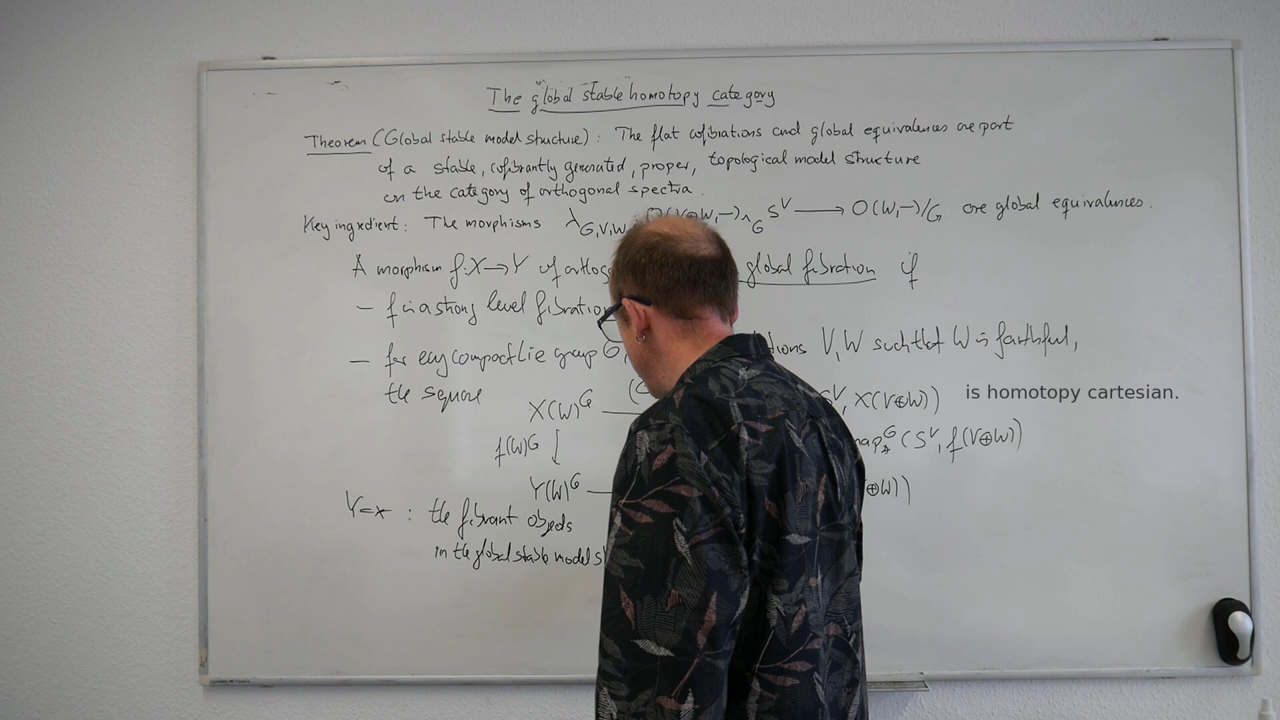 The "global stable homotopy category
Theorem (Global stable model structure): The flat cofibrations and global equivalences are part
of a stable, cofibrantly generated, proper, topological model structure
on the category of orthogonal spectra.
Key ingredient: The morphisms λ_{G,V,W} O(V⊕W,-)∧_G S^V ⟶ O(W,-)/G are global equivalences.
A morphism f:X→Y of global fibration if
- f is a strong level fibration
- for every compact Lie group G, V, W such that W is faithful,
the square X(W)^G S^V, X(V⊕W)) is homotopy cartesian.
f(W)^G map_*^G(S^V, f(V⊕W))
Y(W)^G ⊕W))
Y=* : the fibrant objects
in the global stable model